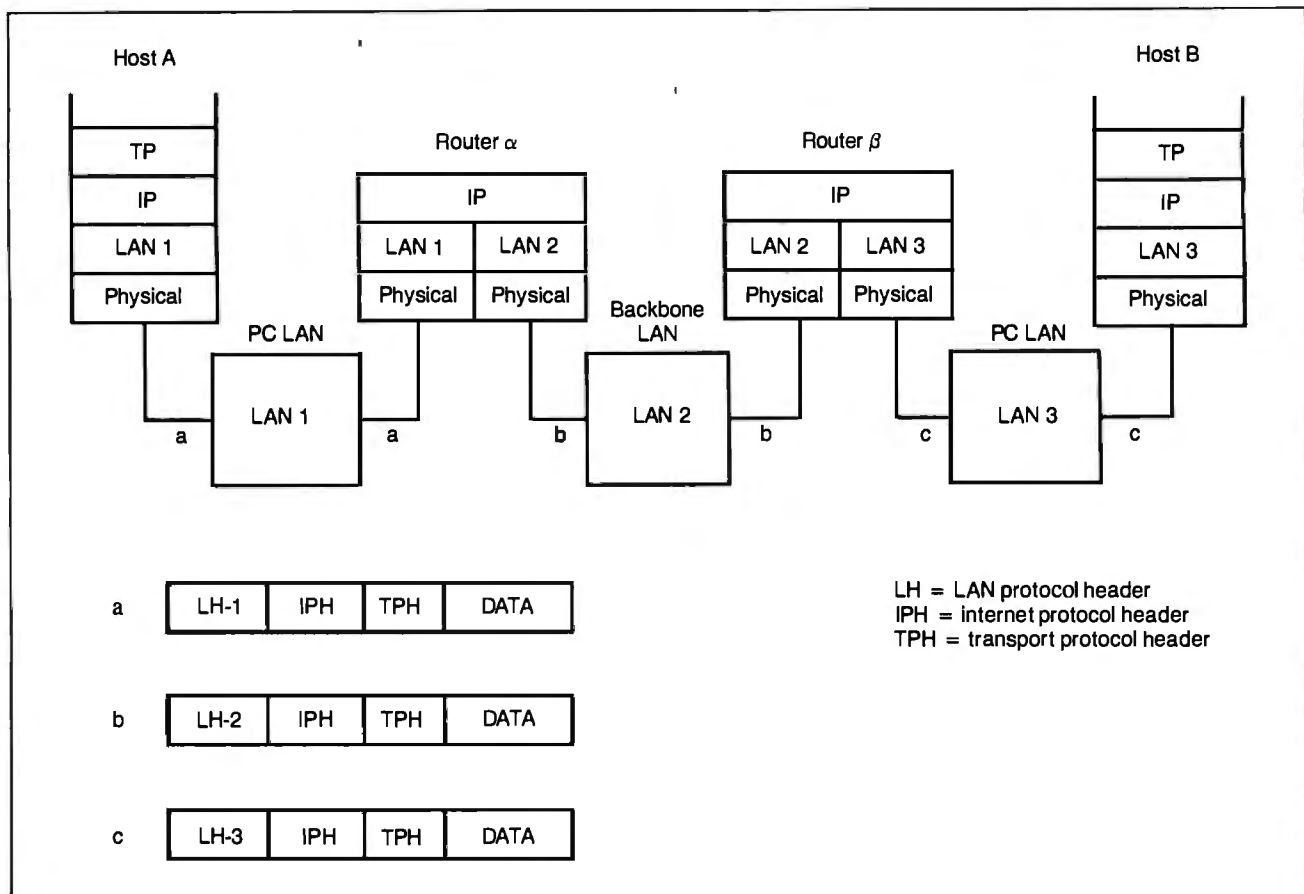 Host A
TP
IP
LAN 1
Physical
Router α
IP
LAN 1 LAN 2
Physical Physical
Router β
IP
LAN 2 LAN 3
Physical Physical
Host B
TP
IP
LAN 3
Physical
PC LAN
LAN 1
a a
Backbone
LAN
LAN 2
b b
PC LAN
LAN 3
c c
a LH-1 IPH TPH DATA
b LH-2 IPH TPH DATA
c LH-3 IPH TPH DATA
LH = LAN protocol header
IPH = internet protocol header
TPH = transport protocol header